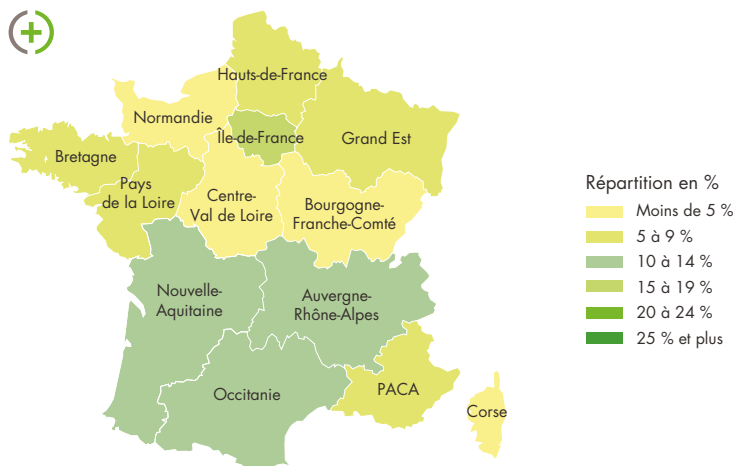 Hauts-de-France
Normandie
Île-de-France
Grand Est
Bretagne
Pays
de la Loire
Centre-
Val de Loire
Bourgogne-
Franche-Comté
Nouvelle-
Aquitaine
Auvergne-
Rhône-Alpes
Occitanie
PACA
Corse
Répartition en %
Moins de 5 %
5 à 9 %
10 à 14 %
15 à 19 %
20 à 24 %
25 % et plus